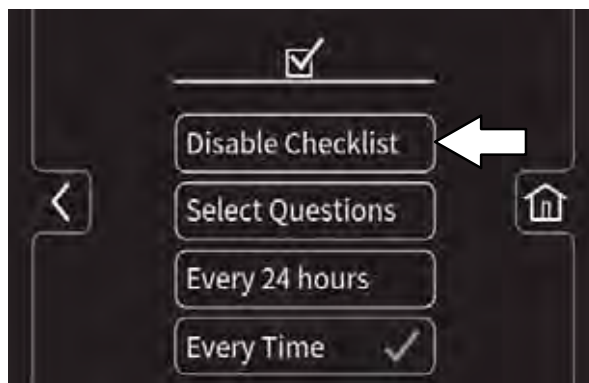 Disable Checklist
Select Questions
Every 24 hours
Every Time